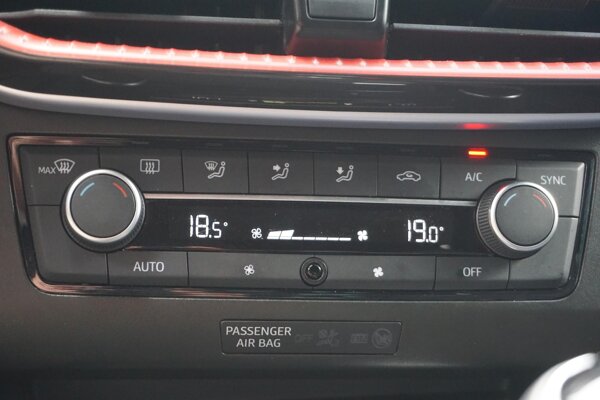 MAX
A/C
SYNC
18.5°
19.0°
AUTO
OFF
PASSENGER
AIR BAG
OFF